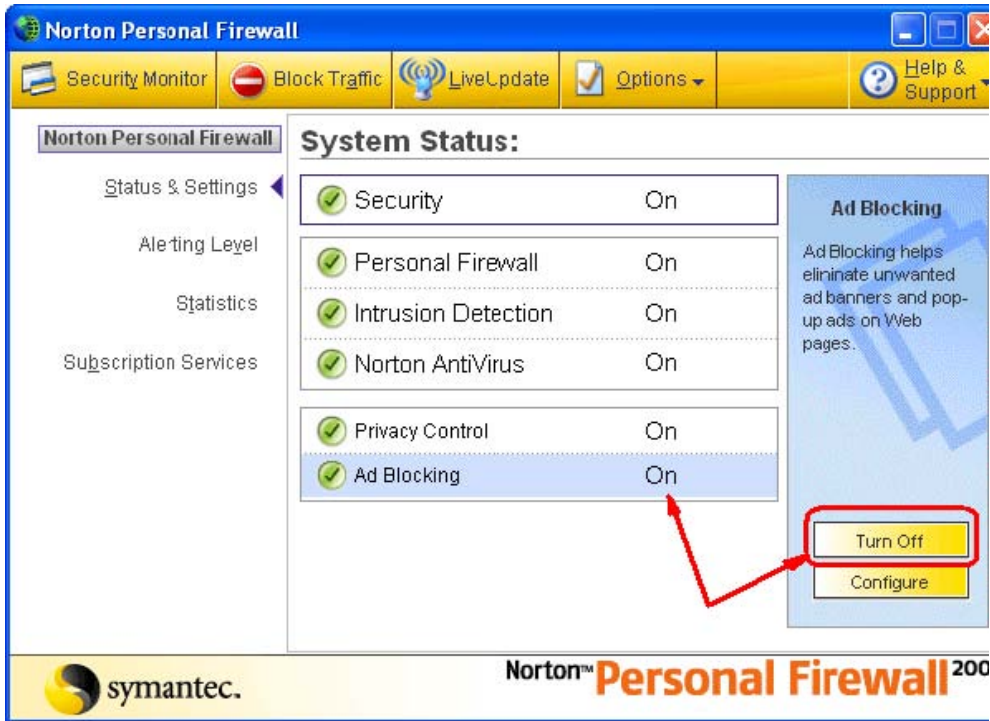 Norton Personal Firewall
Security Monitor
Block Traffic
LiveUpdate
Options
Help &
Support
Norton Personal Firewall
Status & Settings
Alerting Level
Statistics
Subscription Services
System Status:
Security On
Personal Firewall On
Intrusion Detection On
Norton AntiVirus On
Privacy Control On
Ad Blocking On
Ad Blocking
Ad Blocking helps
elininate unwanted
ad banners and pop-
up ads on Web
pages.
Turn Off
Configure
symantec.
Norton™ Personal Firewall 200